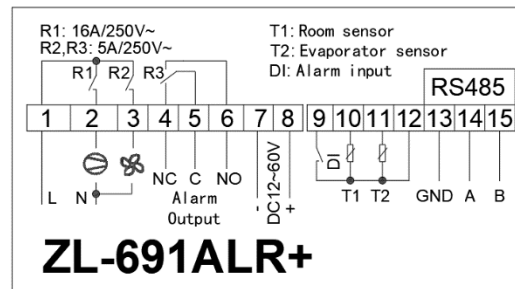 R1: 16A/250V~
R2,R3: 5A/250V~
T1: Room sensor
T2: Evaporator sensor
DI: Alarm input
R1 R2 R3
RS485
1 2 3 4 5 6 7 8 9 10 11 12 13 14 15
L N NC C NO - DC12~60V + DI T1 T2 GND A B
Alarm
Output
ZL-691ALR+